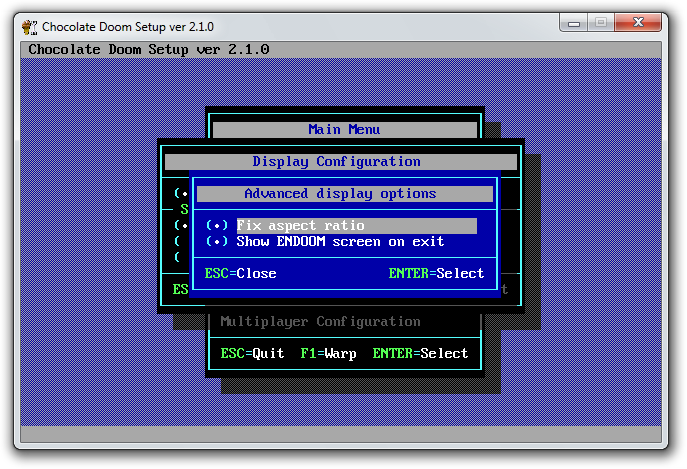 Chocolate Doom Setup ver 2.1.0
Chocolate Doom Setup ver 2.1.0
Main Menu
Display Configuration
Advanced display options
(•) Fix aspect ratio
(•) Show ENDOOM screen on exit
ESC=Close ENTER=Select
Multiplayer Configuration
ESC=Quit F1=Warp ENTER=Select